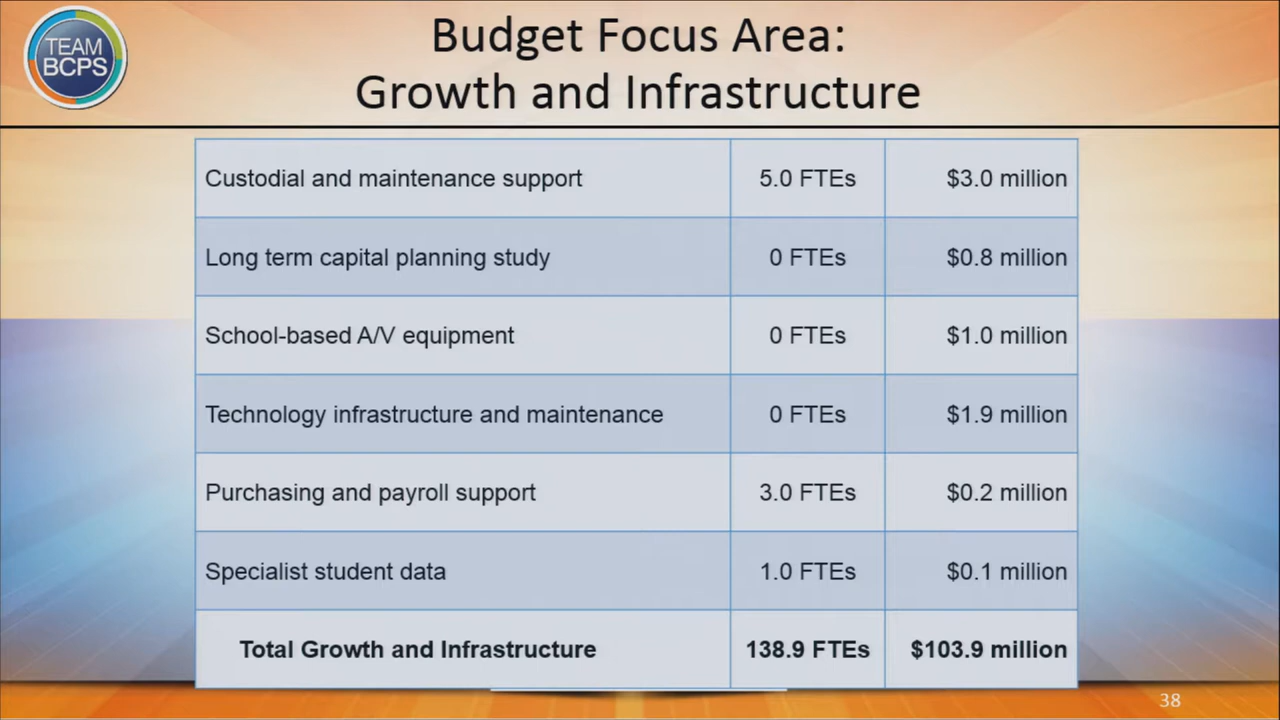 TEAM
BCPS
Budget Focus Area:
Growth and Infrastructure
Custodial and maintenance support 5.0 FTEs $3.0 million
Long term capital planning study 0 FTEs $0.8 million
School-based A/V equipment 0 FTEs $1.0 million
Technology infrastructure and maintenance 0 FTEs $1.9 million
Purchasing and payroll support 3.0 FTEs $0.2 million
Specialist student data 1.0 FTEs $0.1 million
Total Growth and Infrastructure 138.9 FTEs $103.9 million
38